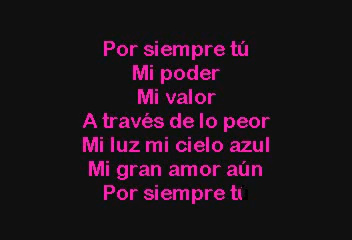 Por siempre tú
Mi poder
Mi valor
A través de lo peor
Mi luz mi cielo azul
Mi gran amor aún
Por siempre tú